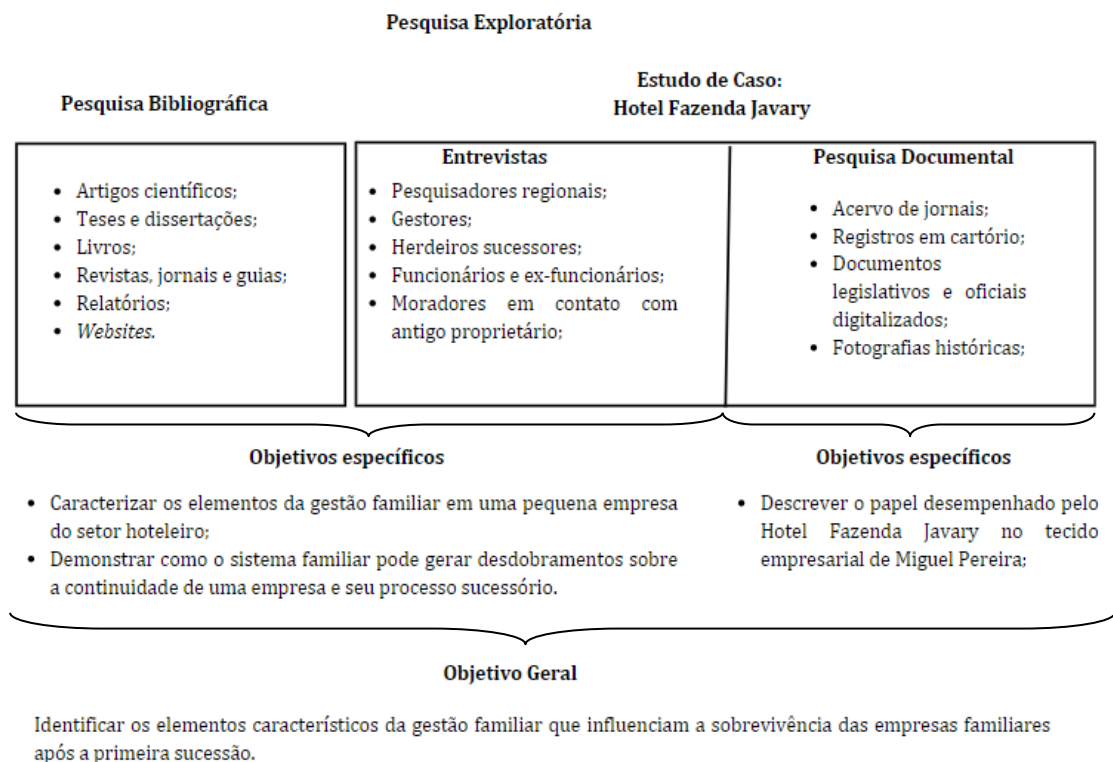 Pesquisa Exploratória
Pesquisa Bibliográfica
Estudo de Caso:
Hotel Fazenda Javary
• Artigos científicos;
• Teses e dissertações;
• Livros;
• Revistas, jornais e guias;
• Relatórios;
• Websites.
Entrevistas
• Pesquisadores regionais;
• Gestores;
• Herdeiros sucessores;
• Funcionários e ex-funcionários;
• Moradores em contato com
antigo proprietário;
Pesquisa Documental
• Acervo de jornais;
• Registros em cartório;
• Documentos
legislativos e oficiais
digitalizados;
• Fotografias históricas;
Objetivos específicos
• Caracterizar os elementos da gestão familiar em uma pequena empresa
do setor hoteleiro;
• Demonstrar como o sistema familiar pode gerar desdobramentos sobre
a continuidade de uma empresa e seu processo sucessório.
Objetivos específicos
• Descrever o papel desempenhado pelo
Hotel Fazenda Javary no tecido
empresarial de Miguel Pereira;
Objetivo Geral
Identificar os elementos característicos da gestão familiar que influenciam a sobrevivência das empresas familiares
após a primeira sucessão.